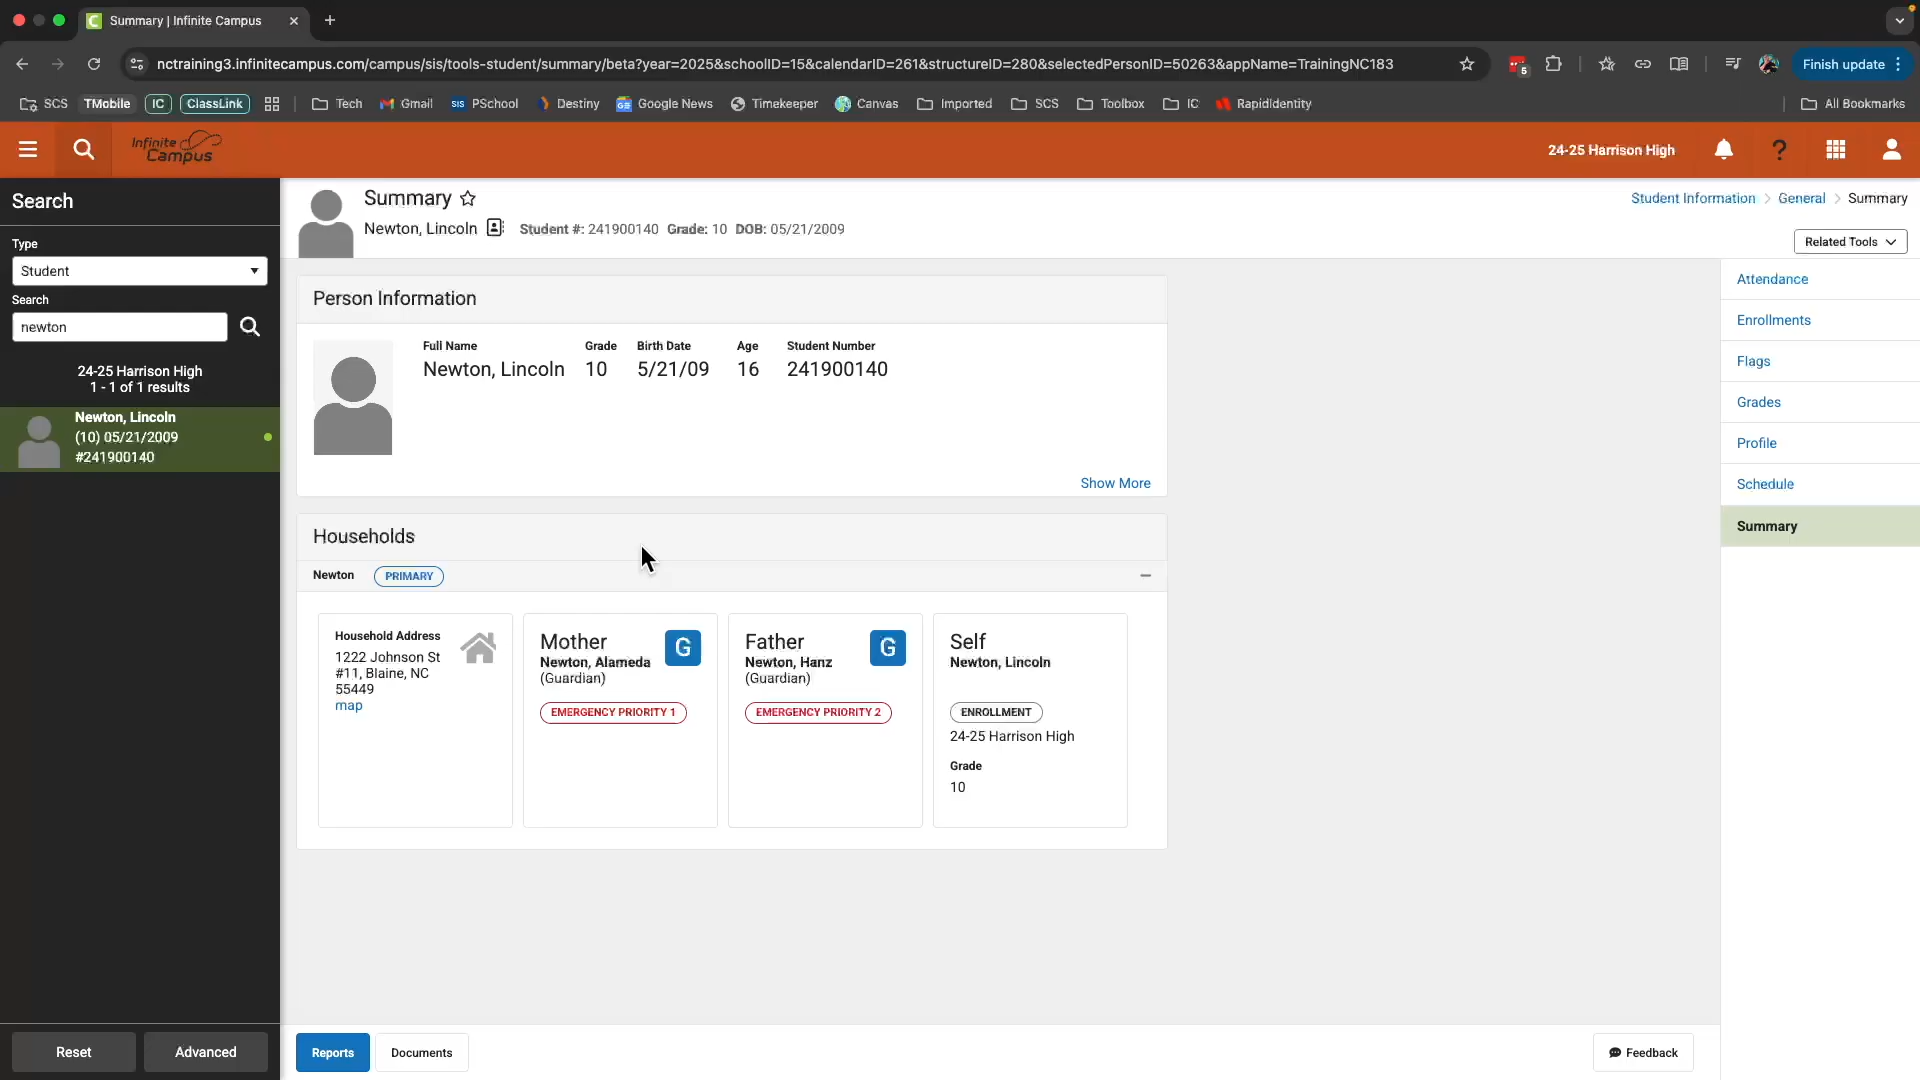 Summary | Infinite Campus
nctraining3.infinitecampus.com/campus/sis/tools-student/summary/beta?year=2025&schoolID=15&calendarID=261&structureID=280&selectedPersonID=50263&appName=TrainingNC183
5
Finish update
SCS
TMobile
IC
ClassLink
Tech
Gmail
SIS PSchool
Destiny
Google News
Timekeeper
Canvas
Imported
SCS
Toolbox
IC
RapidIdentity
All Bookmarks
Infinite Campus
24-25 Harrison High
?
Search
Type
Student
Search
newton
24-25 Harrison High
1 - 1 of 1 results
Newton, Lincoln
(10) 05/21/2009
#241900140
Reset
Advanced
Summary
Newton, Lincoln Student #: 241900140 Grade: 10 DOB: 05/21/2009
Student Information > General > Summary
Related Tools
Person Information
Full Name Grade Birth Date Age Student Number
Newton, Lincoln 10 5/21/09 16 241900140
Show More
Households
Newton PRIMARY
Household Address
1222 Johnson St
#11, Blaine, NC
55449
map
Mother G
Newton, Alameda
(Guardian)
EMERGENCY PRIORITY 1
Father G
Newton, Hanz
(Guardian)
EMERGENCY PRIORITY 2
Self
Newton, Lincoln
ENROLLMENT
24-25 Harrison High
Grade
10
Attendance
Enrollments
Flags
Grades
Profile
Schedule
Summary
Reports
Documents
Feedback